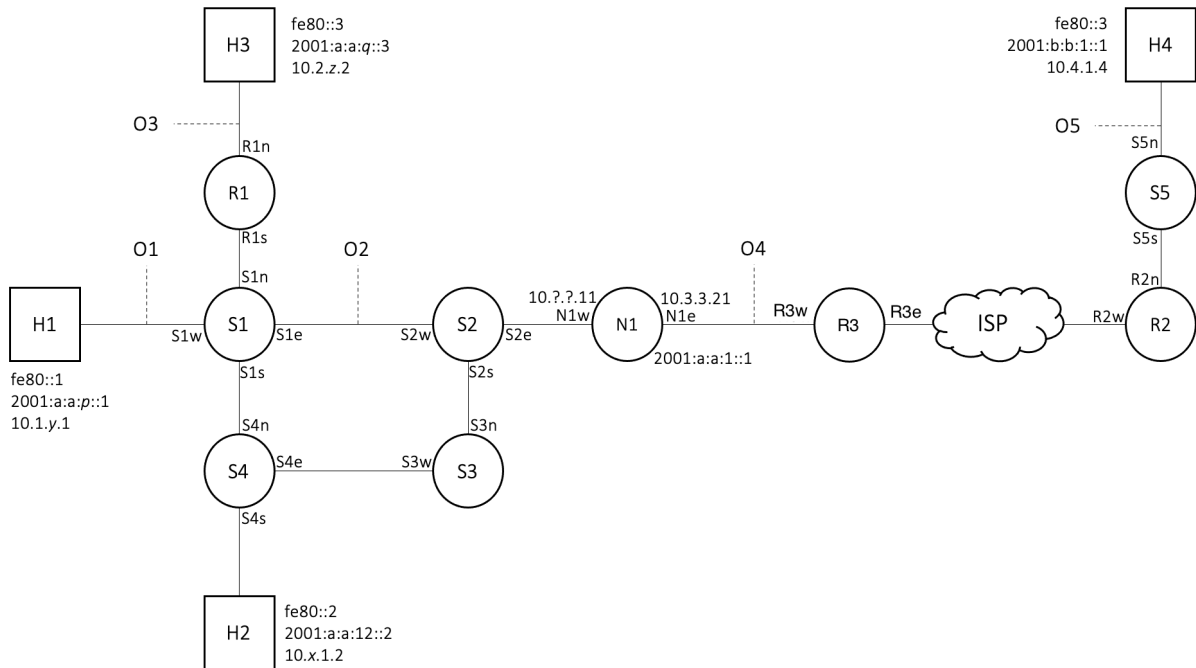 H3
fe80::3
2001:a:a:q::3
10.2.z.2
fe80::3
2001:b:b:1::1
10.4.1.4
H4
O3
O5
R1n
S5n
R1
S5
R1s
S5s
O1
O2
O4
S1n
R2n
H1
S1w
S1
S1e
S2w
S2
S2e
10.?.?.11
N1w
N1
10.3.3.21
N1e
2001:a:a:1::1
R3w
R3
R3e
ISP
R2w
R2
fe80::1
2001:a:a:p::1
10.1.y.1
S1s
S2s
S4n
S3n
S4
S4e
S3w
S3
S4s
H2
fe80::2
2001:a:a:12::2
10.x.1.2